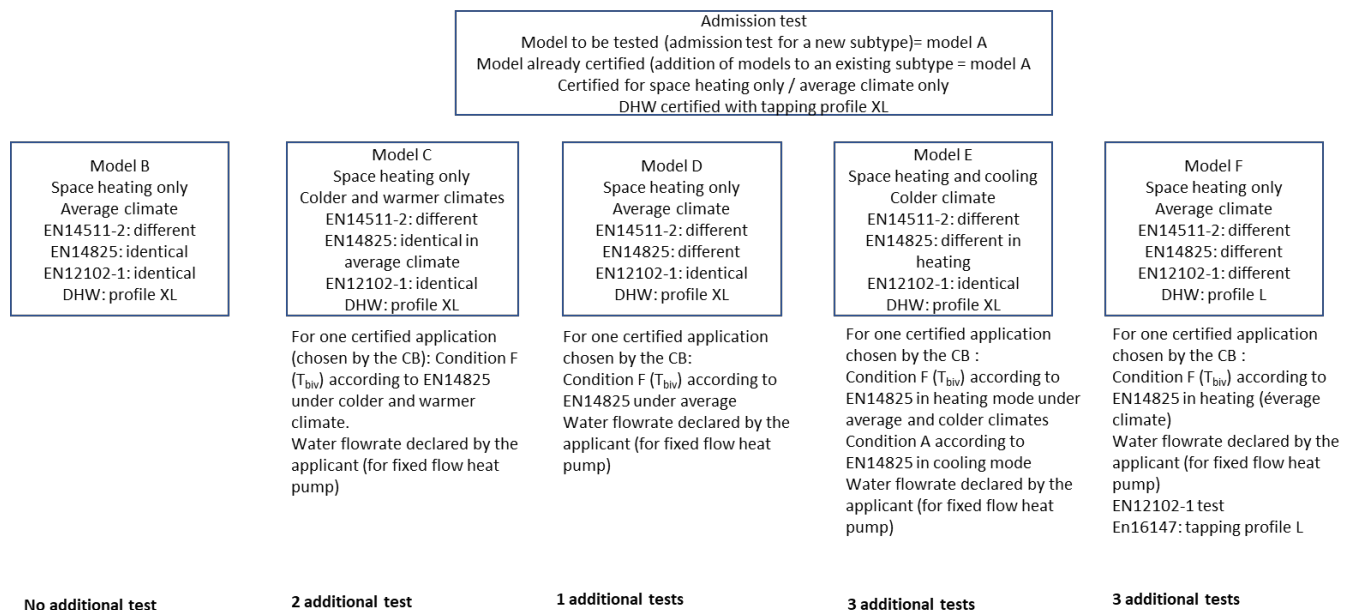 Admission test
Model to be tested (admission test for a new subtype)= model A
Model already certified (addition of models to an existing subtype = model A
Certified for space heating only / average climate only
DHW certified with tapping profile XL
Model B
Space heating only
Average climate
EN14511-2: different
EN14825: identical
EN12102-1: identical
DHW: profile XL
No additional test
Model C
Space heating only
Colder and warmer climates
EN14511-2: different
EN14825: identical in
average climate
EN12102-1: identical
DHW: profile XL
For one certified application
(chosen by the CB): Condition F
(Tbiv) according to EN14825
under colder and warmer
climate.
Water flowrate declared by the
applicant (for fixed flow heat
pump)
2 additional test
Model D
Space heating only
Average climate
EN14511-2: different
EN14825: different
EN12102-1: identical
DHW: profile XL
For one certified application
chosen by the CB:
Condition F (Tbiv) according to
EN14825 under average
Water flowrate declared by the
applicant (for fixed flow heat
pump)
1 additional tests
Model E
Space heating and cooling
Colder climate
EN14511-2: different
EN14825: different in
heating
EN12102-1: identical
DHW: profile XL
For one certified application
chosen by the CB :
Condition F (Tbiv) according to
EN14825 in heating mode under
average and colder climates
Condition A according to
EN14825 in cooling mode
Water flowrate declared by the
applicant (for fixed flow heat
pump)
3 additional tests
Model F
Space heating only
Average climate
EN14511-2: different
EN14825: different
EN12102-1: different
DHW: profile L
For one certified application
chosen by the CB :
Condition F (Tbiv) according to
EN14825 in heating (éverage
climate)
Water flowrate declared by the
applicant (for fixed flow heat
pump)
EN12102-1 test
En16147: tapping profile L
3 additional tests